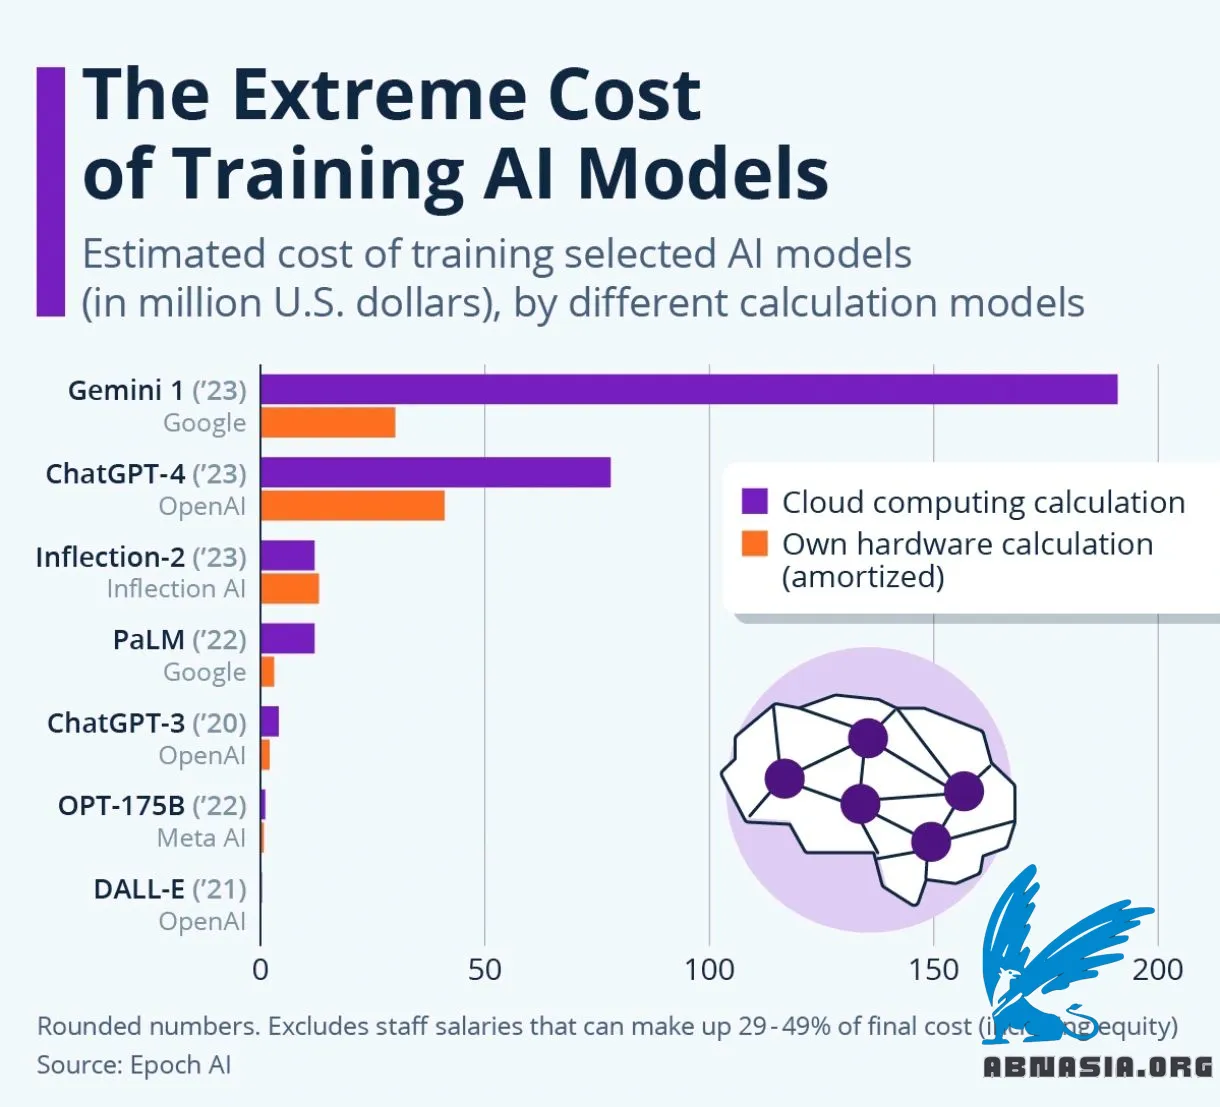 The Extreme Cost
of Training AI Models
Estimated cost of training selected AI models
(in million U.S. dollars), by different calculation models
Gemini 1 (’23)
Google
ChatGPT-4 (’23)
OpenAI
Cloud computing calculation
Own hardware calculation
(amortized)
Inflection-2 (’23)
Inflection AI
PaLM (’22)
Google
ChatGPT-3 (’20)
OpenAI
OPT-175B (’22)
Meta AI
DALL-E (’21)
OpenAI
0 50 100 150 200
Rounded numbers. Excludes staff salaries that can make up 29-49% of final cost equity)
Source: Epoch AI
ABNASIA.ORG